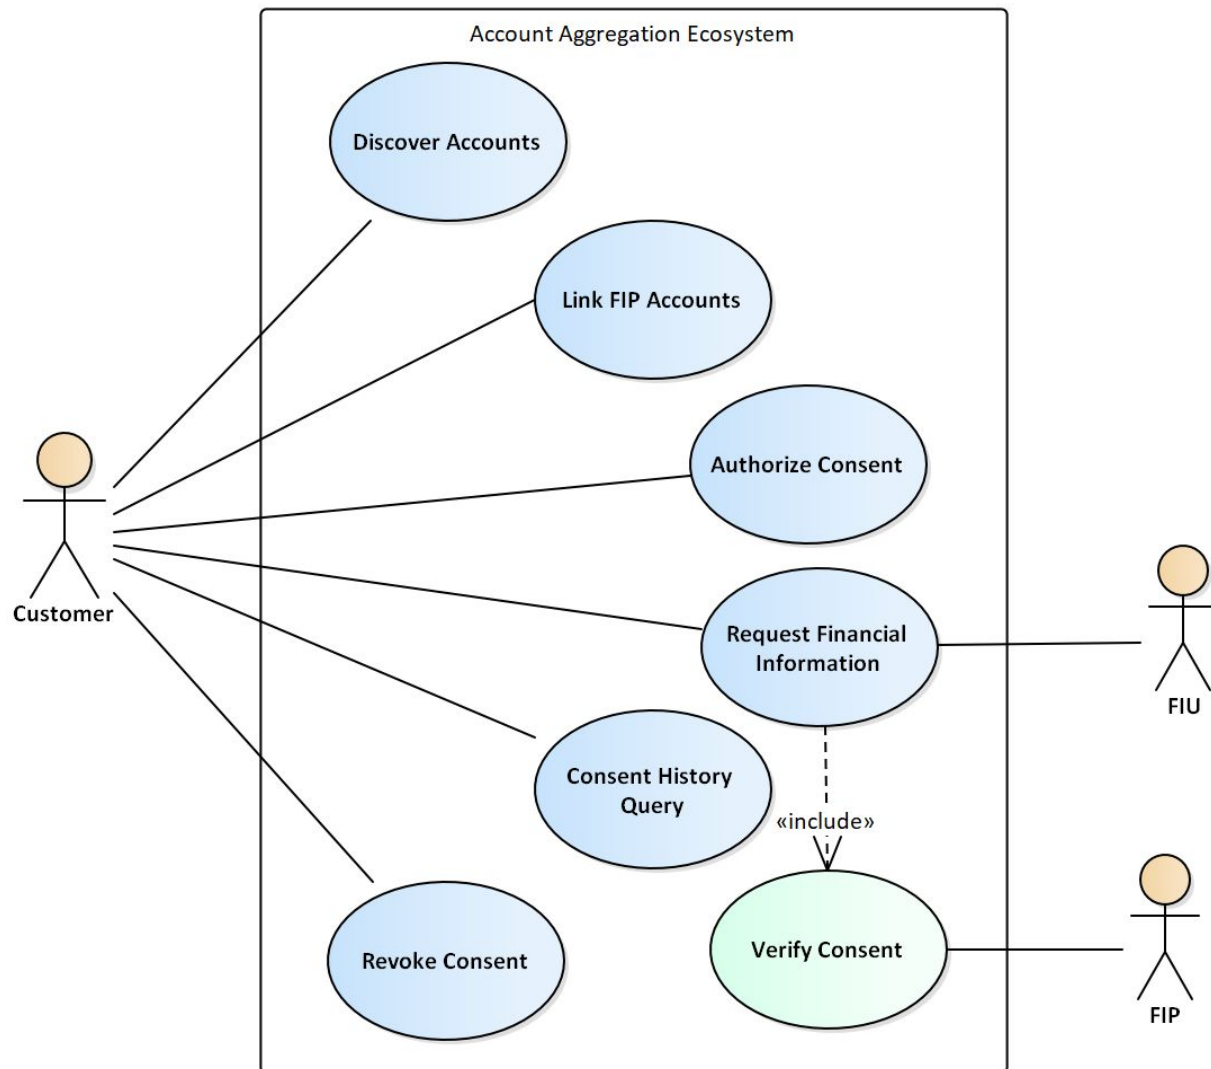 Account Aggregation Ecosystem
Discover Accounts
Link FIP Accounts
Authorize Consent
Customer
Request Financial
Information
FIU
Consent History
Query
«include»
Revoke Consent
Verify Consent
FIP